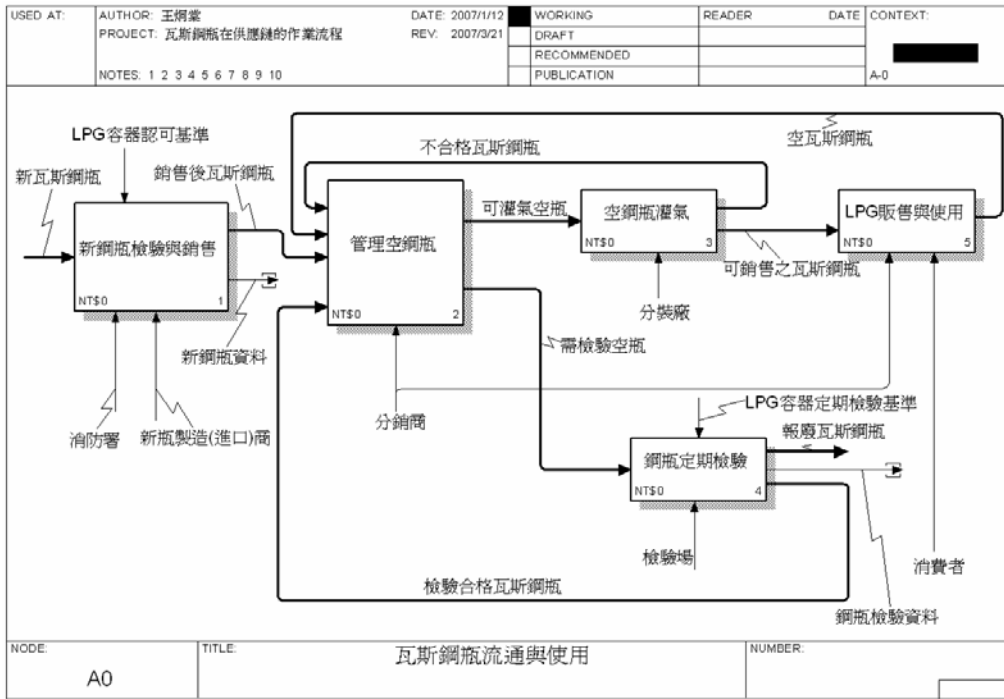 USED AT:
AUTHOR: 王炯棠
DATE: 2007/1/12
PROJECT: 瓦斯鋼瓶在供應鏈的作業流程
REV: 2007/3/21
NOTES: 1 2 3 4 5 6 7 8 9 10
WORKING
DRAFT
RECOMMENDED
PUBLICATION
READER
DATE
CONTEXT:
A-0
LPG容器認可基準
新瓦斯鋼瓶
銷售後瓦斯鋼瓶
不合格瓦斯鋼瓶
空瓦斯鋼瓶
新鋼瓶檢驗與銷售
NT$0
1
管理空鋼瓶
NT$0
2
可灌氣空瓶
空鋼瓶灌氣
NT$0
3
LPG販售與使用
NT$0
5
可銷售之瓦斯鋼瓶
新鋼瓶資料
分裝廠
需檢驗空瓶
消防署
新瓶製造(進口)商
分銷商
LPG容器定期檢驗基準
報廢瓦斯鋼瓶
鋼瓶定期檢驗
NT$0
4
檢驗場
消費者
檢驗合格瓦斯鋼瓶
鋼瓶檢驗資料
NODE:
A0
TITLE:
瓦斯鋼瓶流通與使用
NUMBER: